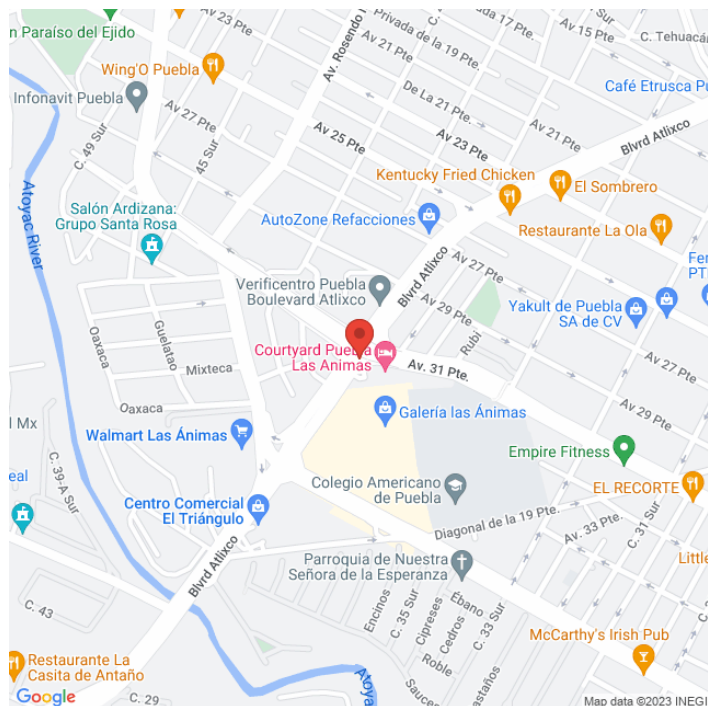 n Paraíso del Ejido
Privada de la 19 Pte.
Av 15 Pte
C. Tehuacán
Av 17 Pte
Av. Rosendo
Av 21 Pte
Wing'O Puebla
Café Etrusca Pu
Infonavit Puebla
De La 21 Pte.
Av 27 Pte
Av 25 Pte
Av 23 Pte
Av 21 Pte
Blvrd Atlixco
C. 49 Sur
45 Sur
Kentucky Fried Chicken
El Sombrero
Atoyac River
Salón Ardizana:
Grupo Santa Rosa
AutoZone Refacciones
Restaurante La Ola
Av 27 Pte
Blvrd Atlixco
Fer
PTI
Verificentro Puebla
Boulevard Atlixco
Av 29 Pte
Yakult de Puebla
SA de CV
Oaxaca
Guelatao
Mixteca
Rubí
Courtyard Puebla
Las Animas
Av. 31 Pte.
Av 27 Pte
Oaxaca
Galería las Ánimas
Av 29 Pte
l Mx
Walmart Las Ánimas
Empire Fitness
C. 39-A Sur
eal
Colegio Americano
de Puebla
EL RECORTE
Centro Comercial
El Triángulo
Diagonal de la 19 Pte.
Av. 33 Pte.
C. 31 Sur
Blvrd Atlixco
Parroquia de Nuestra
Señora de la Esperanza
Little
C. 43
Encinos
C. 35 Sur
Cipreses
Cedros
Ébano
C. 33 Sur
McCarthy's Irish Pub
Roble
Restaurante La
Casita de Antaño
Atoya
Sauces
astaños
C. 29
Google
Map data ©2023 INEGI